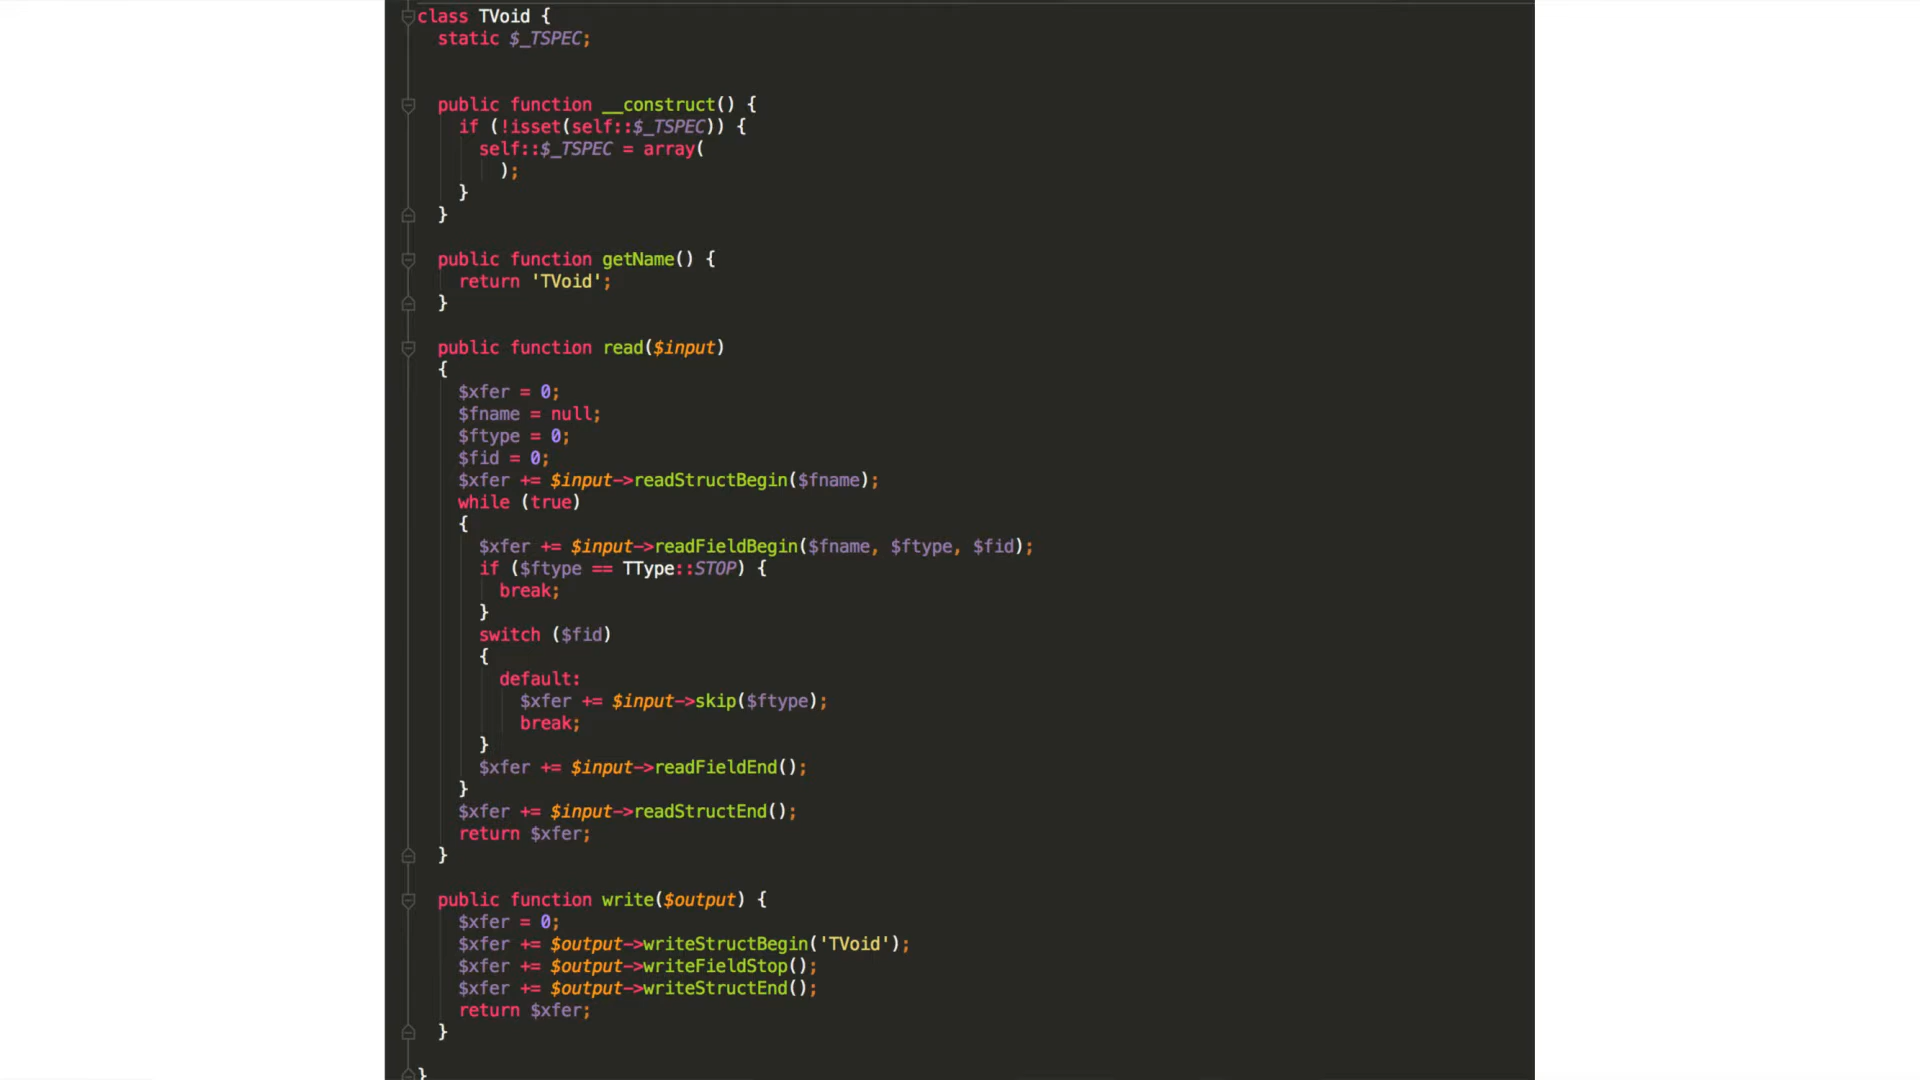 class TVoid {
static $_TSPEC;
public function __construct() {
if (!isset(self::$_TSPEC)) {
self::$_TSPEC = array(
);
}
}
public function getName() {
return 'TVoid';
}
public function read($input)
{
$xfer = 0;
$fname = null;
$ftype = 0;
$fid = 0;
$xfer += $input->readStructBegin($fname);
while (true)
{
$xfer += $input->readFieldBegin($fname, $ftype, $fid);
if ($ftype == TType::STOP) {
break;
}
switch ($fid)
{
default:
$xfer += $input->skip($ftype);
break;
}
$xfer += $input->readFieldEnd();
}
$xfer += $input->readStructEnd();
return $xfer;
}
public function write($output) {
$xfer = 0;
$xfer += $output->writeStructBegin('TVoid');
$xfer += $output->writeFieldStop();
$xfer += $output->writeStructEnd();
return $xfer;
}
}